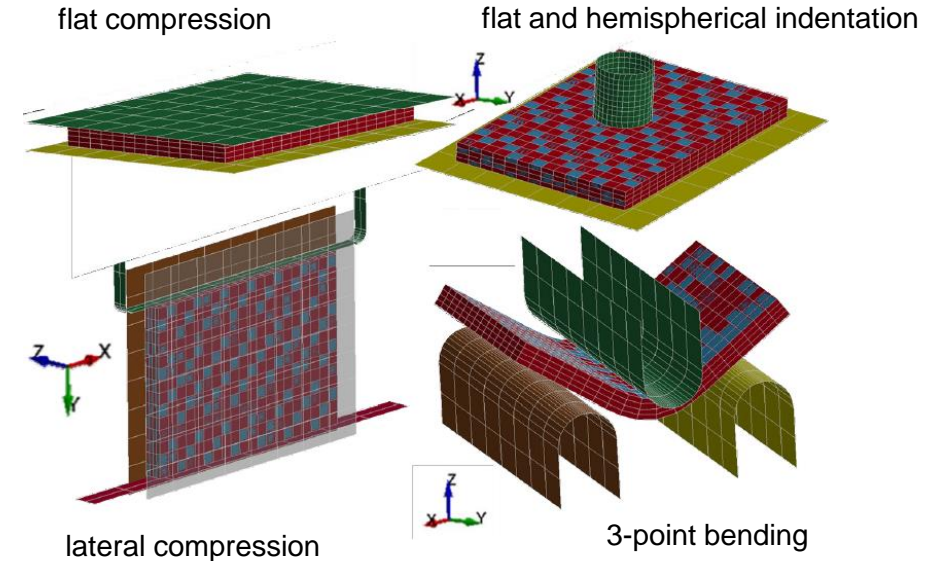 flat compression
flat and hemispherical indentation
Z
X
Y
Z
X
Y
Z
X
Y
lateral compression
3-point bending